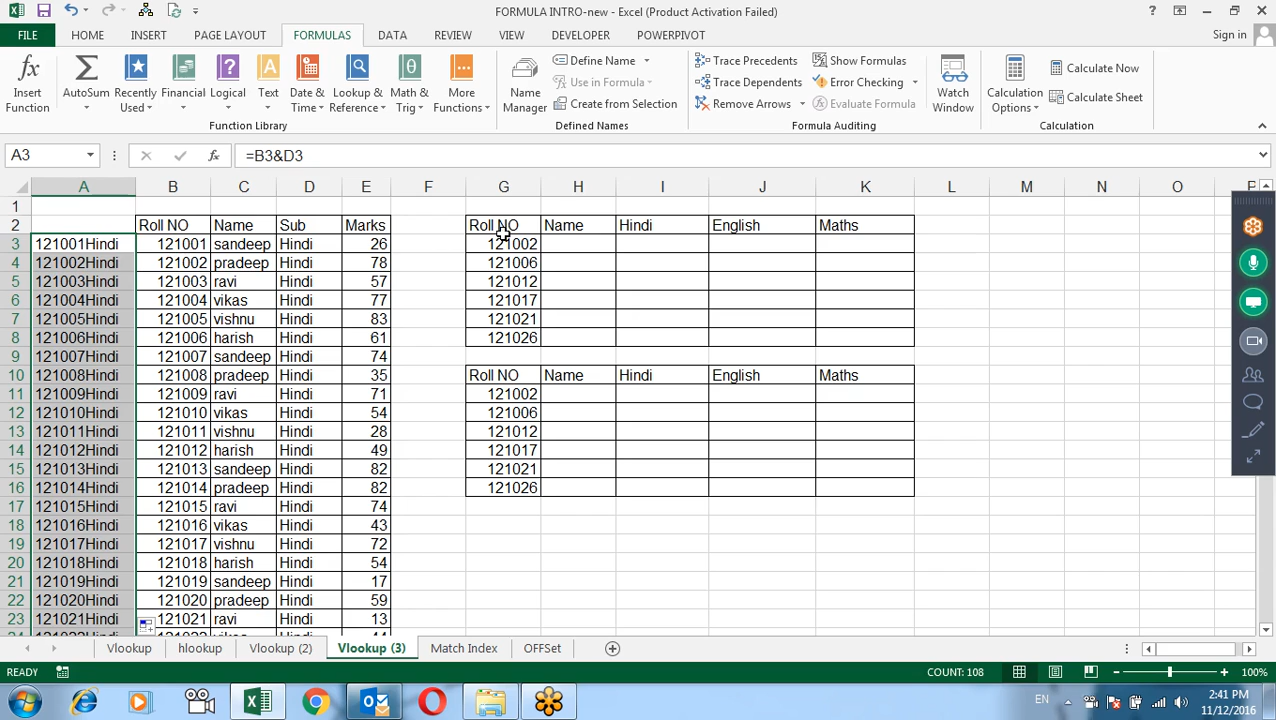 FORMULA INTRO-new - Excel (Product Activation Failed)
FILE HOME INSERT PAGE LAYOUT FORMULAS DATA REVIEW VIEW DEVELOPER POWERPIVOT Sign in
Insert Function
AutoSum
Recently Used
Financial
Logical
Text
Date & Time
Lookup & Reference
Math & Trig
More Functions
Function Library
Name Manager
Define Name
Use in Formula
Create from Selection
Defined Names
Trace Precedents
Trace Dependents
Remove Arrows
Show Formulas
Error Checking
Evaluate Formula
Formula Auditing
Watch Window
Calculation Options
Calculate Now
Calculate Sheet
Calculation
A3 fx =B3&D3
A B C D E F G H I J K L M N O P
1
2 Roll NO Name Sub Marks Roll NO Name Hindi English Maths
3 121001Hindi 121001 sandeep Hindi 26 121002
4 121002Hindi 121002 pradeep Hindi 78 121006
5 121003Hindi 121003 ravi Hindi 57 121012
6 121004Hindi 121004 vikas Hindi 77 121017
7 121005Hindi 121005 vishnu Hindi 83 121021
8 121006Hindi 121006 harish Hindi 61 121026
9 121007Hindi 121007 sandeep Hindi 74
10 121008Hindi 121008 pradeep Hindi 35 Roll NO Name Hindi English Maths
11 121009Hindi 121009 ravi Hindi 71 121002
12 121010Hindi 121010 vikas Hindi 54 121006
13 121011Hindi 121011 vishnu Hindi 28 121012
14 121012Hindi 121012 harish Hindi 49 121017
15 121013Hindi 121013 sandeep Hindi 82 121021
16 121014Hindi 121014 pradeep Hindi 82 121026
17 121015Hindi 121015 ravi Hindi 74
18 121016Hindi 121016 vikas Hindi 43
19 121017Hindi 121017 vishnu Hindi 72
20 121018Hindi 121018 harish Hindi 54
21 121019Hindi 121019 sandeep Hindi 17
22 121020Hindi 121020 pradeep Hindi 59
23 121021Hindi 121021 ravi Hindi 13
Vlookup hlookup Vlookup (2) Vlookup (3) Match Index OFFSet
READY COUNT: 108 100%
EN 2:41 PM
11/12/2016